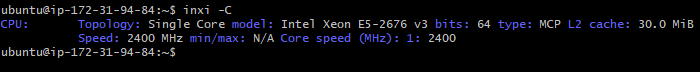 ubuntu@ip-172-31-94-84:~$ inxi -C
CPU: Topology: Single Core model: Intel Xeon E5-2676 v3 bits: 64 type: MCP L2 cache: 30.0 MiB
Speed: 2400 MHz min/max: N/A Core speed (MHz): 1: 2400
ubuntu@ip-172-31-94-84:~$